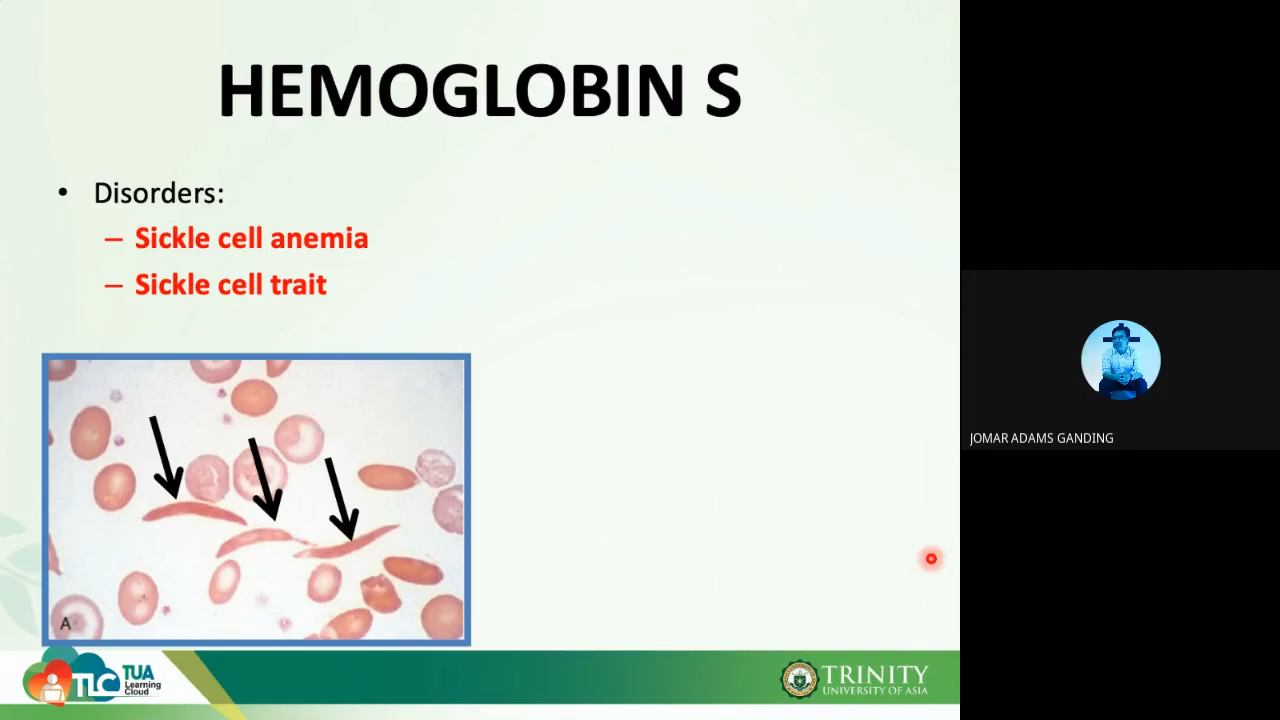 HEMOGLOBIN S
• Disorders:
– Sickle cell anemia
– Sickle cell trait
A
TLC TUA
Learning
Cloud
TRINITY
UNIVERSITY OF ASIA
JOMAR ADAMS GANDING